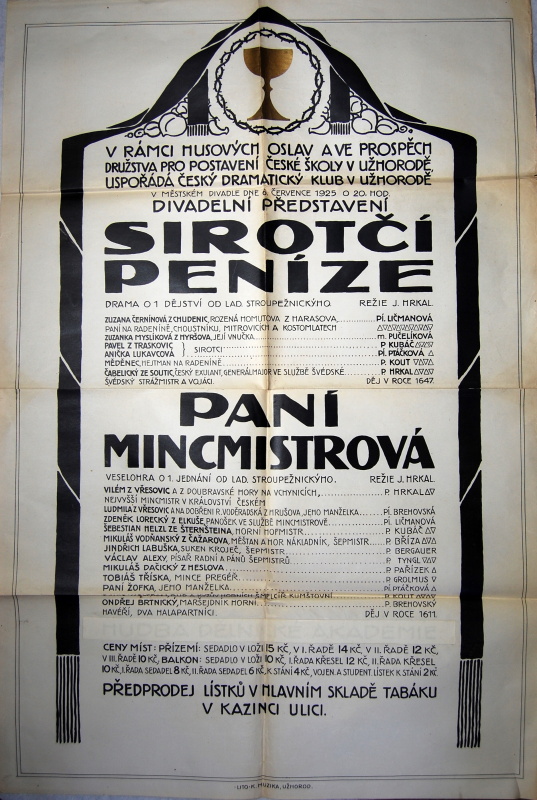 V RÁMCI HUSOVÝCH OSLAV A VE PROSPĚCH
DRUŽSTVA PRO POSTAVENÍ ČESKÉ ŠKOLY V UŽHORODĚ
USPOŘÁDÁ ČESKÝ DRAMATICKÝ KLUB V UŽHORODĚ
V MĚSTSKÉM DIVADLE DNE 6. ČERVENCE 1925 O 20. HOD.
DIVADELNÍ PŘEDSTAVENÍ
SIROTČÍ
PENÍZE
DRAMA O 1 DĚJSTVÍ OD LAD. STROUPEŽNICKÝHO. REŽIE J. HRKAL.
ZUZANA ČERNÍNOVÁ Z CHUDENIC, ROZENÁ HOMUTOVA Z HARASOVA, PÍ. LIČMANOVÁ
PANÍ NA RADENÍNĚ, CHOUSTNÍKU, MITROVICÍCH A KOSTOMLATECH
ZUZANKA MYSLÍKOVÁ Z HYRŠOVA, JEJÍ VNUČKA m. PUČELÍKOVÁ
PAVEL Z TRASKOVIC P. KUBÁČ
ANIČKA LUKAVCOVÁ } SIROTCI PÍ. PTÁČKOVÁ
MĚDĚNEC, HEJTMAN NA RADENÍNĚ P. KOUT
ČABELICKÝ ZE SOUTIC, ČESKÝ EXULANT, GENERÁLMAJOR VE SLUŽBĚ ŠVÉDSKÉ P. HRKAL
ŠVÉDSKÝ STRÁŽMISTR A VOJÁCI. DĚJ V ROCE 1647.
PANÍ
MINCMISTROVÁ
VESELOHRA O 1. JEDNÁNÍ OD LAD. STROUPEŽNICKÝHO. REŽIE J. HRKAL.
VILÉM Z VŘESOVIC A Z DOUBRAVSKÉ HORY NA VCHYNICÍCH, P. HRKAL
NEJVYŠŠÍ MINCMISTR V KRÁLOVSTVÍ ČESKÉM
LUDMILA Z VŘESOVIC A NA DOBŘENI R. VODĚRADSKÁ Z HRUŠOVA, JEHO MANŽELKA PÍ. BREHOVSKÁ
ZDENĚK LORECKÝ Z ELKUŠE, PANOŠEK VE SLUŽBĚ MINCMISTROVĚ PÍ. LIČMANOVÁ
ŠEBESTIAN HELZL ZE ŠTERNŠTEINA, HORNÍ HOFMISTR P. KUBÁČ
MIKULÁŠ VODŇANSKÝ Z ČAŽAROVA, MĚŠŤAN A HOR. NÁKLADNÍK, ŠEPMISTR P. BŘÍZA
JINDŘICH LABUŠKA, SUKEN KROJEČ, ŠEPMISTR P. BERGAUER
VÁCLAV ALEXY, PÍSAŘ RADNÍ A PÁNŮ ŠEPMISTRŮ P. TYNGL
MIKULÁŠ DAČICKÝ Z HESLOVA P. PAŘÍZEK
TOBIÁŠ TŘÍSKA, MINCE PREGÉŘ P. GROLMUS
PANÍ ŽOFKA, JEHO MANŽELKA PÍ. PTÁČKOVÁ
ŠMELCÍŘ KUMŠTOVNÍ P. KOUT
ONDŘEJ BRTNICKÝ, MARŠEJDNÍK HORNÍ P. BREHOVSKÝ
HAVÉŘI, DVA HALAPARTNÍCI. DĚJ V ROCE 1611.
CENY MÍST: PŘÍZEMÍ: SEDADLO V LOŽI 15 KČ, V I. ŘADĚ 14 KČ, V II. ŘADĚ 12 KČ,
V III. ŘADĚ 10 KČ, BALKON: SEDADLO V LOŽI 10 KČ, I. ŘADA KŘESEL 12 KČ, II. ŘADA KŘESEL
10 KČ, I. ŘADA SEDADEL 8 KČ, II. ŘADA SEDADEL 6 KČ, K STÁNÍ 4 KČ, VOJEN. A STUDENT. LÍSTEK K STÁNÍ 2 KČ
PŘEDPRODEJ LÍSTKŮ V HLAVNÍM SKLADĚ TABÁKU
V KAZINCI ULICI.
LITO-K. MUZIKA, UŽHOROD.